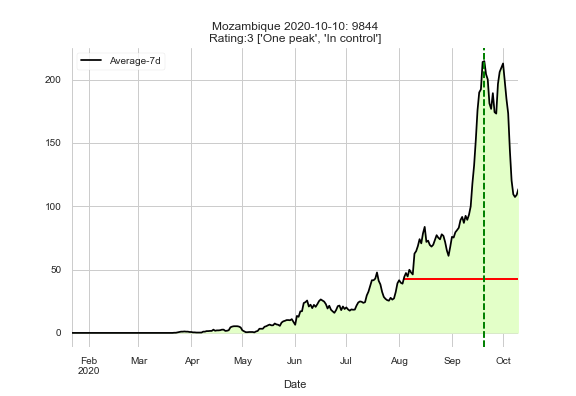 Mozambique 2020-10-10: 9844
Rating:3 ['One peak', 'In control']
Average-7d
200
150
100
50
0
Feb Mar Apr May Jun Jul Aug Sep Oct
2020
Date